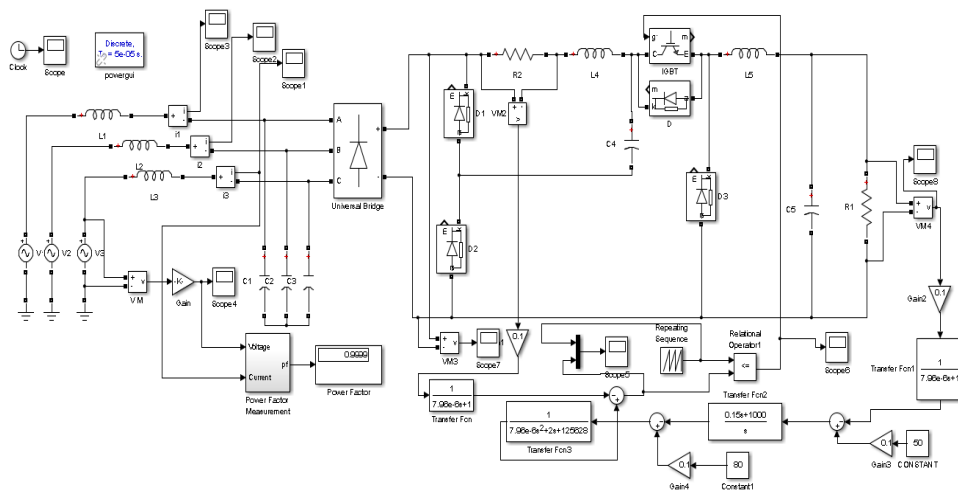 Clock
Scope
Discrete,
Ts = 5e-05 s.
powergui
Scope3
Scope2
Scope1
L1
L2
L3
i1
i2
i3
i
+
-
A
B
C
Universal Bridge
D1
D2
R2
VM2
L4
g
m
C
E
IGBT
m
a
k
D
L5
C4
D3
C5
R1
Scope8
VM4
V
V2
V3
VM
-K-
Gain
Scope4
C1
C2
C3
Voltage
Current
pf
Power Factor
Measurement
0.9999
Power Factor
VM3
Scope7
0.1
1
7.96e-6s+1
Transfer Fcn
Scope5
Repeating
Sequence
Relational
Operator1
<=
Scope6
0.1
Gain2
1
7.96e-6s+1
Transfer Fcn1
1
7.96e-6s²+2s+125628
Transfer Fcn3
Transfer Fcn2
0.15s+1000
s
0.1
Gain4
80
Constant1
0.1
Gain3
50
CONSTANT